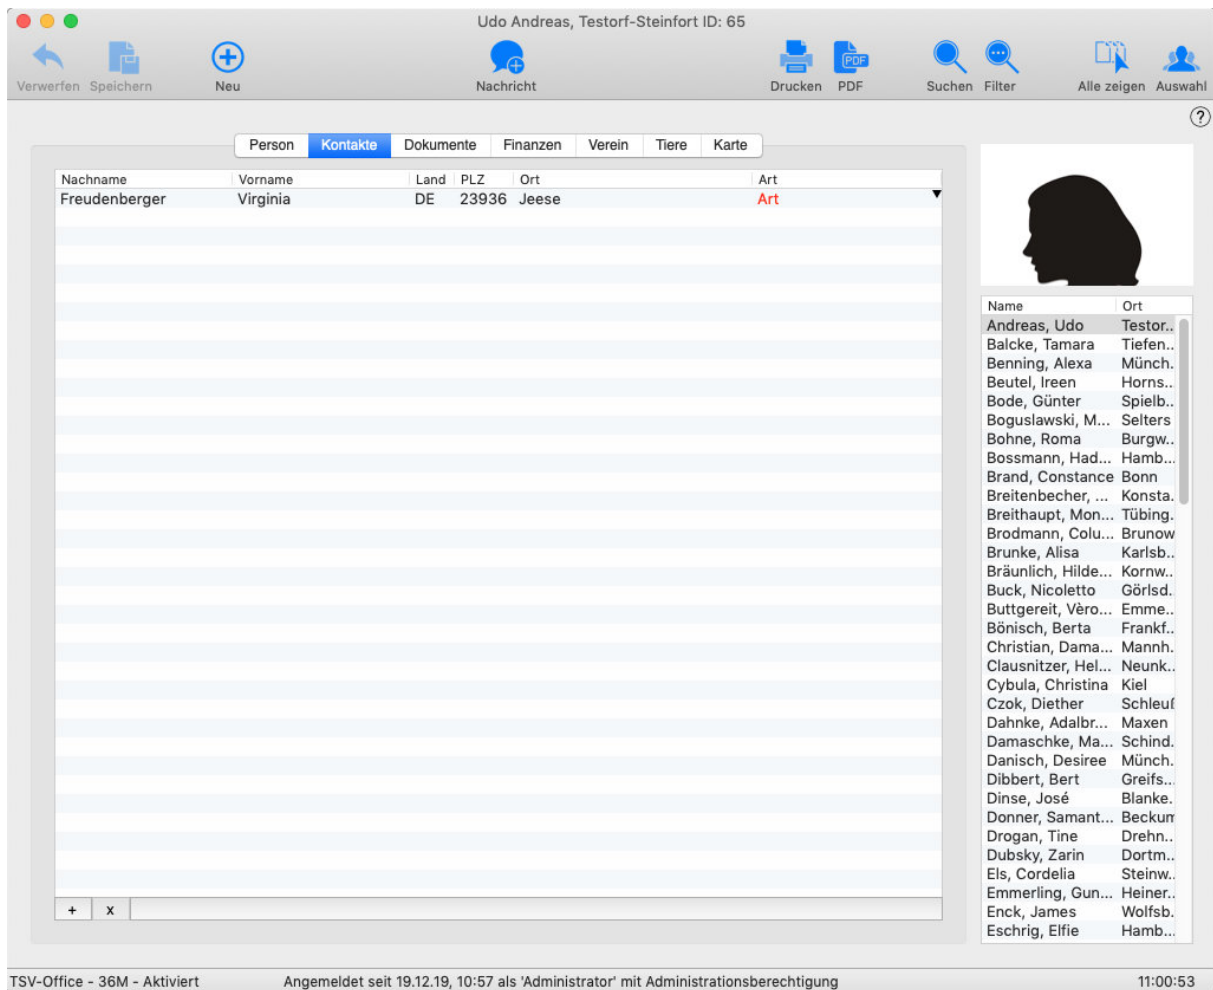 Udo Andreas, Testorf-Steinfort ID: 65
Verwerfen Speichern Neu Nachricht Drucken PDF Suchen Filter Alle zeigen Auswahl
PDF
?
Person Kontakte Dokumente Finanzen Verein Tiere Karte
Nachname Vorname Land PLZ Ort Art
Freudenberger Virginia DE 23936 Jeese Art
Name Ort
Andreas, Udo Testor...
Balcke, Tamara Tiefen...
Benning, Alexa Münch.
Beutel, Ireen Horns...
Bode, Günter Spielb...
Boguslawski, M... Selters
Bohne, Roma Burgw...
Bossmann, Had... Hamb...
Brand, Constance Bonn
Breitenbecher, ... Konsta.
Breithaupt, Mon... Tübing.
Brodmann, Colu... Brunow
Brunke, Alisa Karlsb...
Bräunlich, Hilde... Kornw...
Buck, Nicoletto Görlsd.
Buttgereit, Vèro... Emme...
Bönisch, Berta Frankf...
Christian, Dama... Mannh.
Clausnitzer, Hel... Neunk...
Cybula, Christina Kiel
Czok, Diether Schleuß
Dahnke, Adalbr... Maxen
Damaschke, Ma... Schind.
Danisch, Desiree Münch.
Dibbert, Bert Greifs...
Dinse, José Blanke.
Donner, Samant... Beckum
Drogan, Tine Drehn...
Dubsky, Zarin Dortm...
Els, Cordelia Steinw...
Emmerling, Gun... Heiner...
Enck, James Wolfsb.
Eschrig, Elfie Hamb...
+ x
TSV-Office - 36M - Aktiviert Angemeldet seit 19.12.19, 10:57 als 'Administrator' mit Administrationsberechtigung 11:00:53